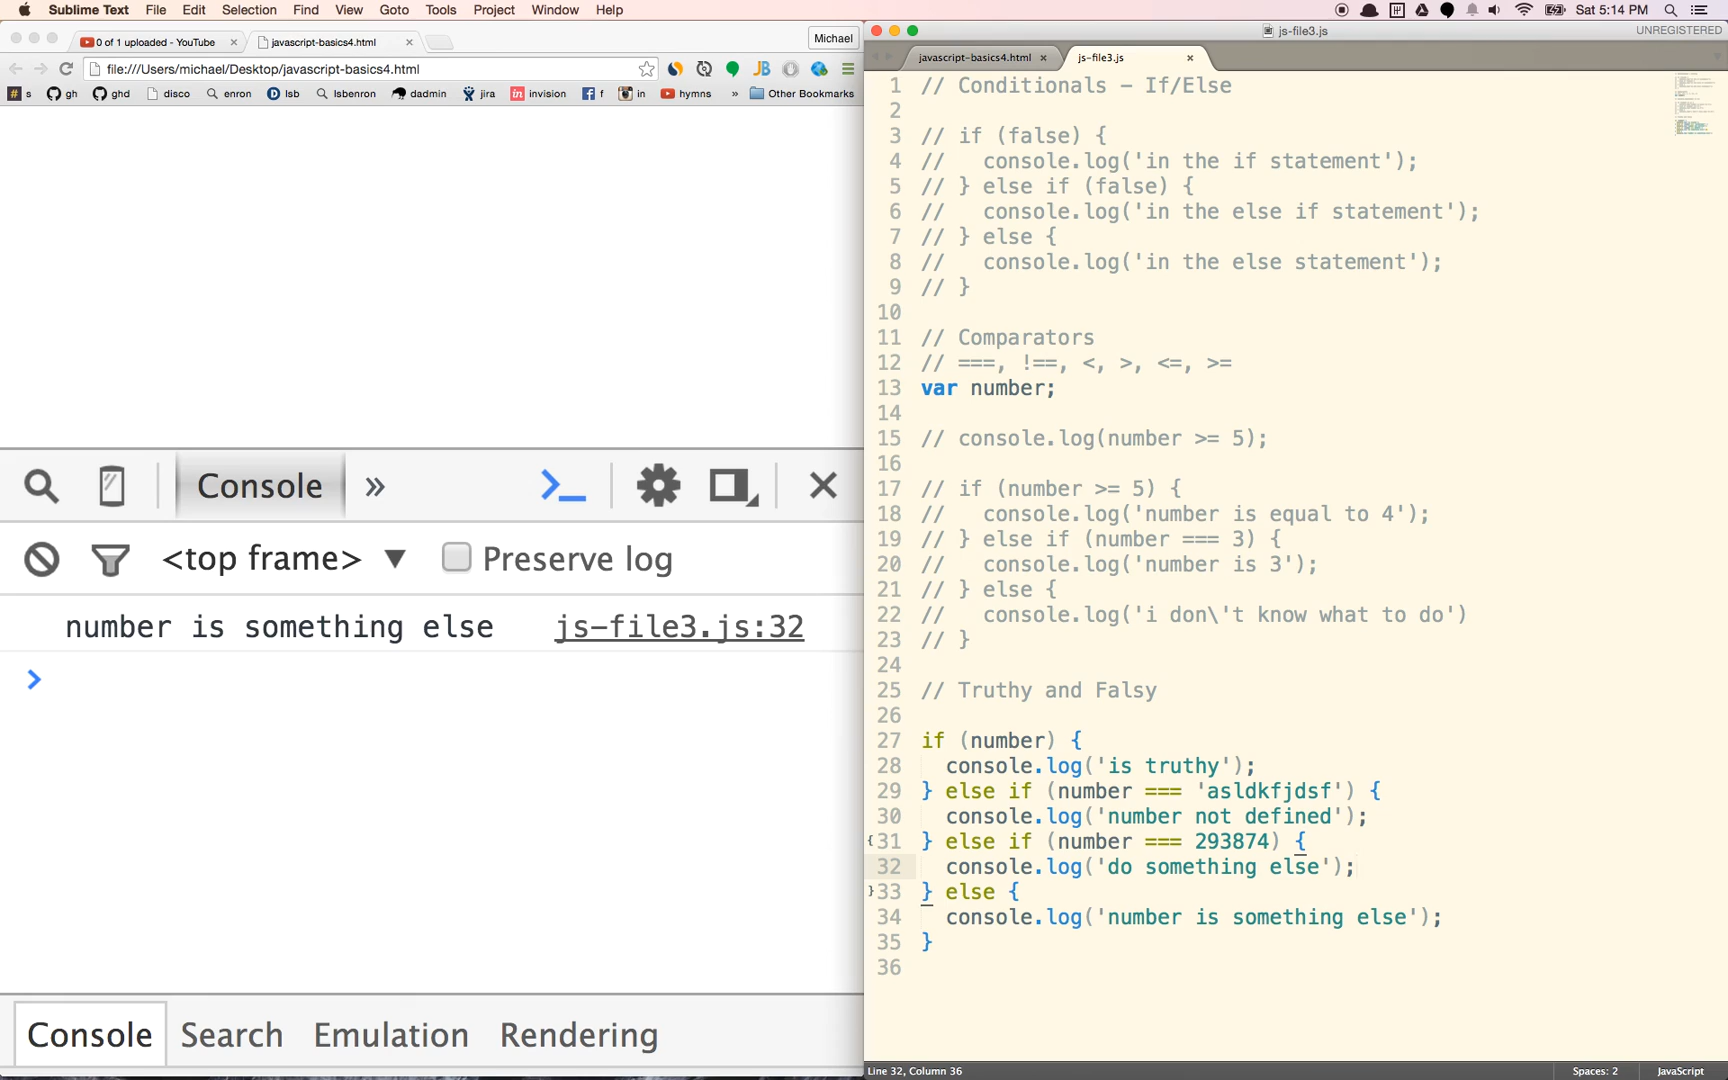 Sublime Text File Edit Selection Find View Goto Tools Project Window Help Sat 5:14 PM
0 of 1 uploaded - YouTube × javascript-basics4.html × Michael
file:///Users/michael/Desktop/javascript-basics4.html
s gh ghd disco enron lsb lsbenron dadmin jira invision f in hymns » Other Bookmarks
Console »
<top frame> ▼ Preserve log
number is something else js-file3.js:32
>
Console Search Emulation Rendering
js-file3.js UNREGISTERED
javascript-basics4.html × js-file3.js ×
1 // Conditionals - If/Else
2
3 // if (false) {
4 //   console.log('in the if statement');
5 // } else if (false) {
6 //   console.log('in the else if statement');
7 // } else {
8 //   console.log('in the else statement');
9 // }
10
11 // Comparators
12 // ===, !==, <, >, <=, >=
13 var number;
14
15 // console.log(number >= 5);
16
17 // if (number >= 5) {
18 //   console.log('number is equal to 4');
19 // } else if (number === 3) {
20 //   console.log('number is 3');
21 // } else {
22 //   console.log('i don\'t know what to do')
23 // }
24
25 // Truthy and Falsy
26
27 if (number) {
28   console.log('is truthy');
29 } else if (number === 'asldkfjdsf') {
30   console.log('number not defined');
31 } else if (number === 293874) {
32   console.log('do something else');
33 } else {
34   console.log('number is something else');
35 }
36
Line 32, Column 36 Spaces: 2 JavaScript